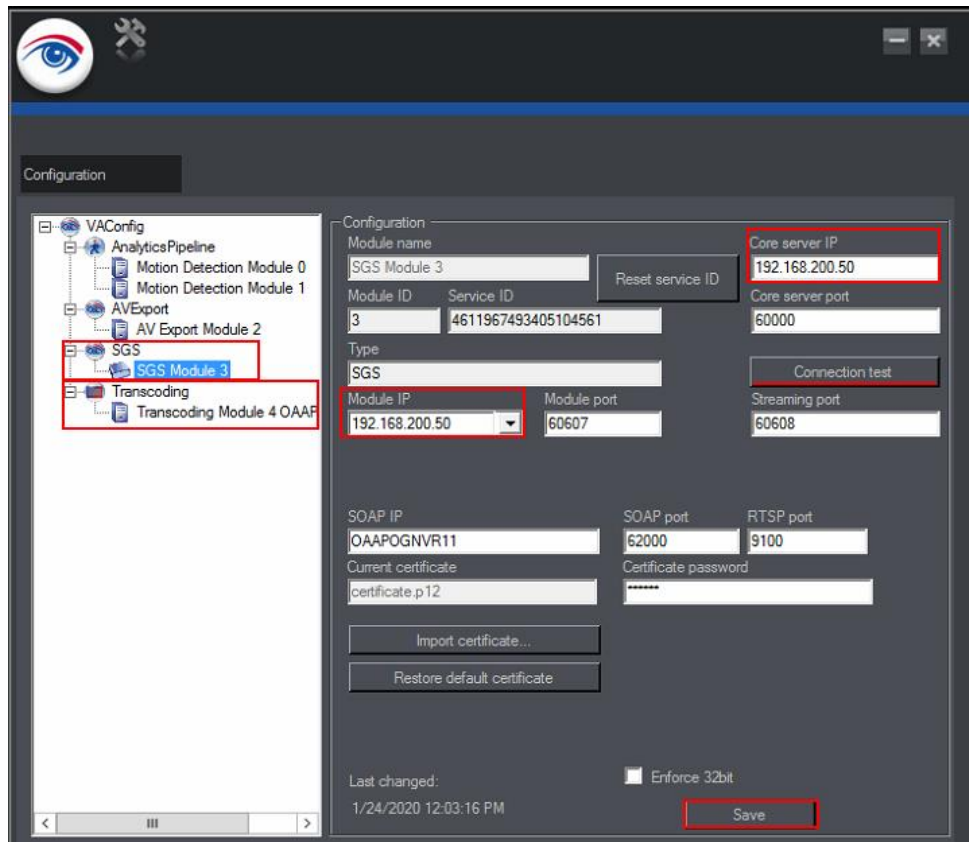 Configuration
VAConfig
AnalyticsPipeline
Motion Detection Module 0
Motion Detection Module 1
AVExport
AV Export Module 2
SGS
SGS Module 3
Transcoding
Transcoding Module 4 OAAP
Configuration
Module name
SGS Module 3
Reset service ID
Core server IP
192.168.200.50
Module ID Service ID
3 4611967493405104561
Core server port
60000
Type
SGS
Connection test
Module IP Module port Streaming port
192.168.200.50 60607 60608
SOAP IP SOAP port RTSP port
OAAPOGNVR11 62000 9100
Current certificate Certificate password
certificate.p12 ******
Import certificate...
Restore default certificate
Last changed:
1/24/2020 12:03:16 PM
Enforce 32bit
Save